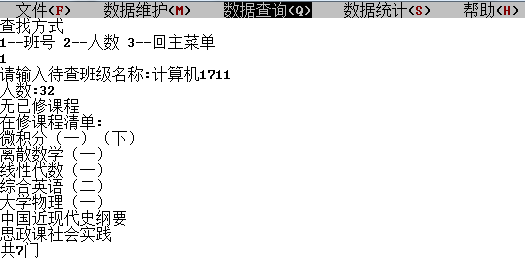 文件(F) 数据维护(M) 数据查询(Q) 数据统计(S) 帮助(H)
查找方式
1--班号 2--人数 3--回主菜单
1
请输入待查班级名称:计算机1711
人数:32
无已修课程
在修课程清单:
微积分（一）（下）
离散数学（一）
线性代数（一）
综合英语（二）
大学物理（一）
中国近现代史纲要
思政课社会实践
共7门